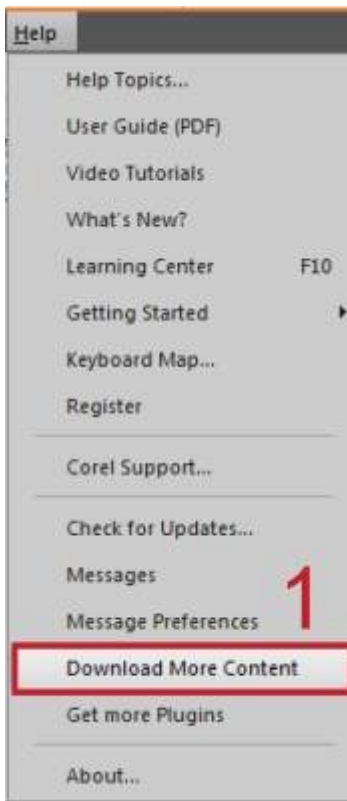 Help
Help Topics...
User Guide (PDF)
Video Tutorials
What's New?
Learning Center F10
Getting Started
Keyboard Map...
Register
Corel Support...
Check for Updates...
Messages
1
Message Preferences
Download More Content
Get more Plugins
About...